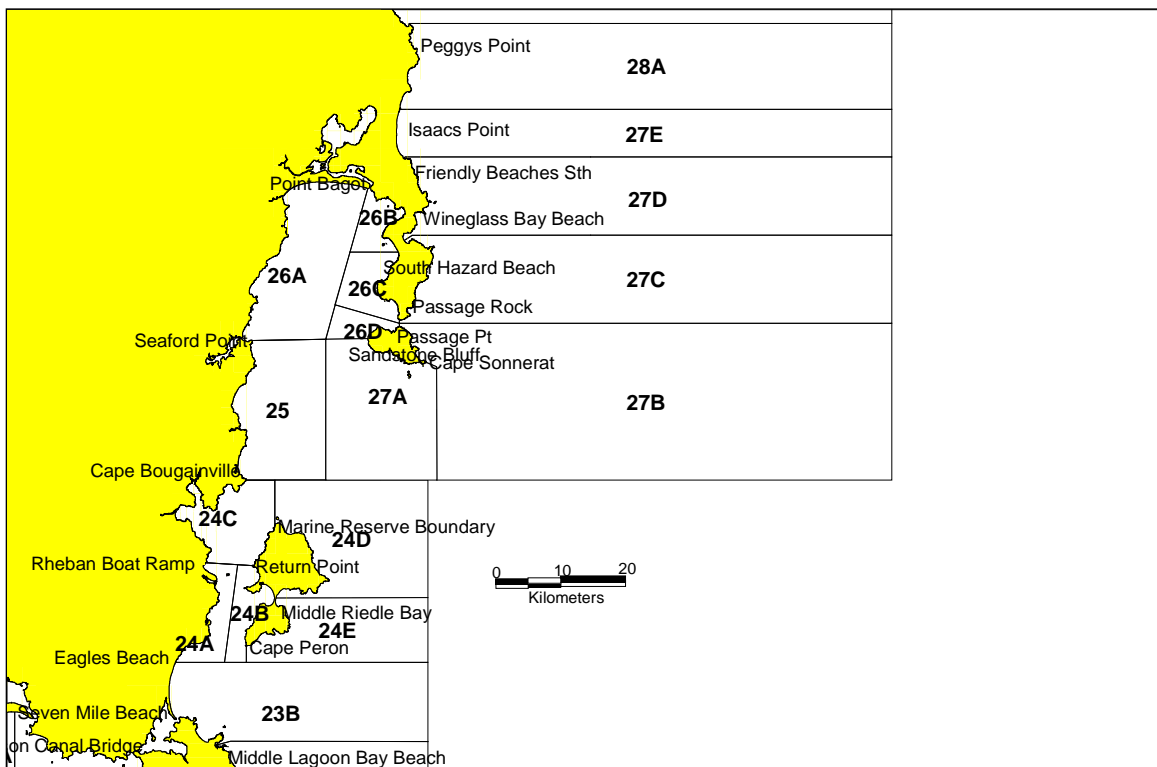 Peggys Point
28A
Isaacs Point
27E
Friendly Beaches Sth
Point Bagot
27D
26B
Wineglass Bay Beach
South Hazard Beach
26A
27C
26C
Passage Rock
26D
Passage Pt
Seaford Point
Sandstone Bluff
Cape Sonnerat
27A
27B
25
Cape Bougainville
24C
Marine Reserve Boundary
24D
Rheban Boat Ramp
Return Point
0 10 20
Kilometers
24B
Middle Riedle Bay
24E
24A
Cape Peron
Eagles Beach
Seven Mile Beach
23B
on Canal Bridge
Middle Lagoon Bay Beach